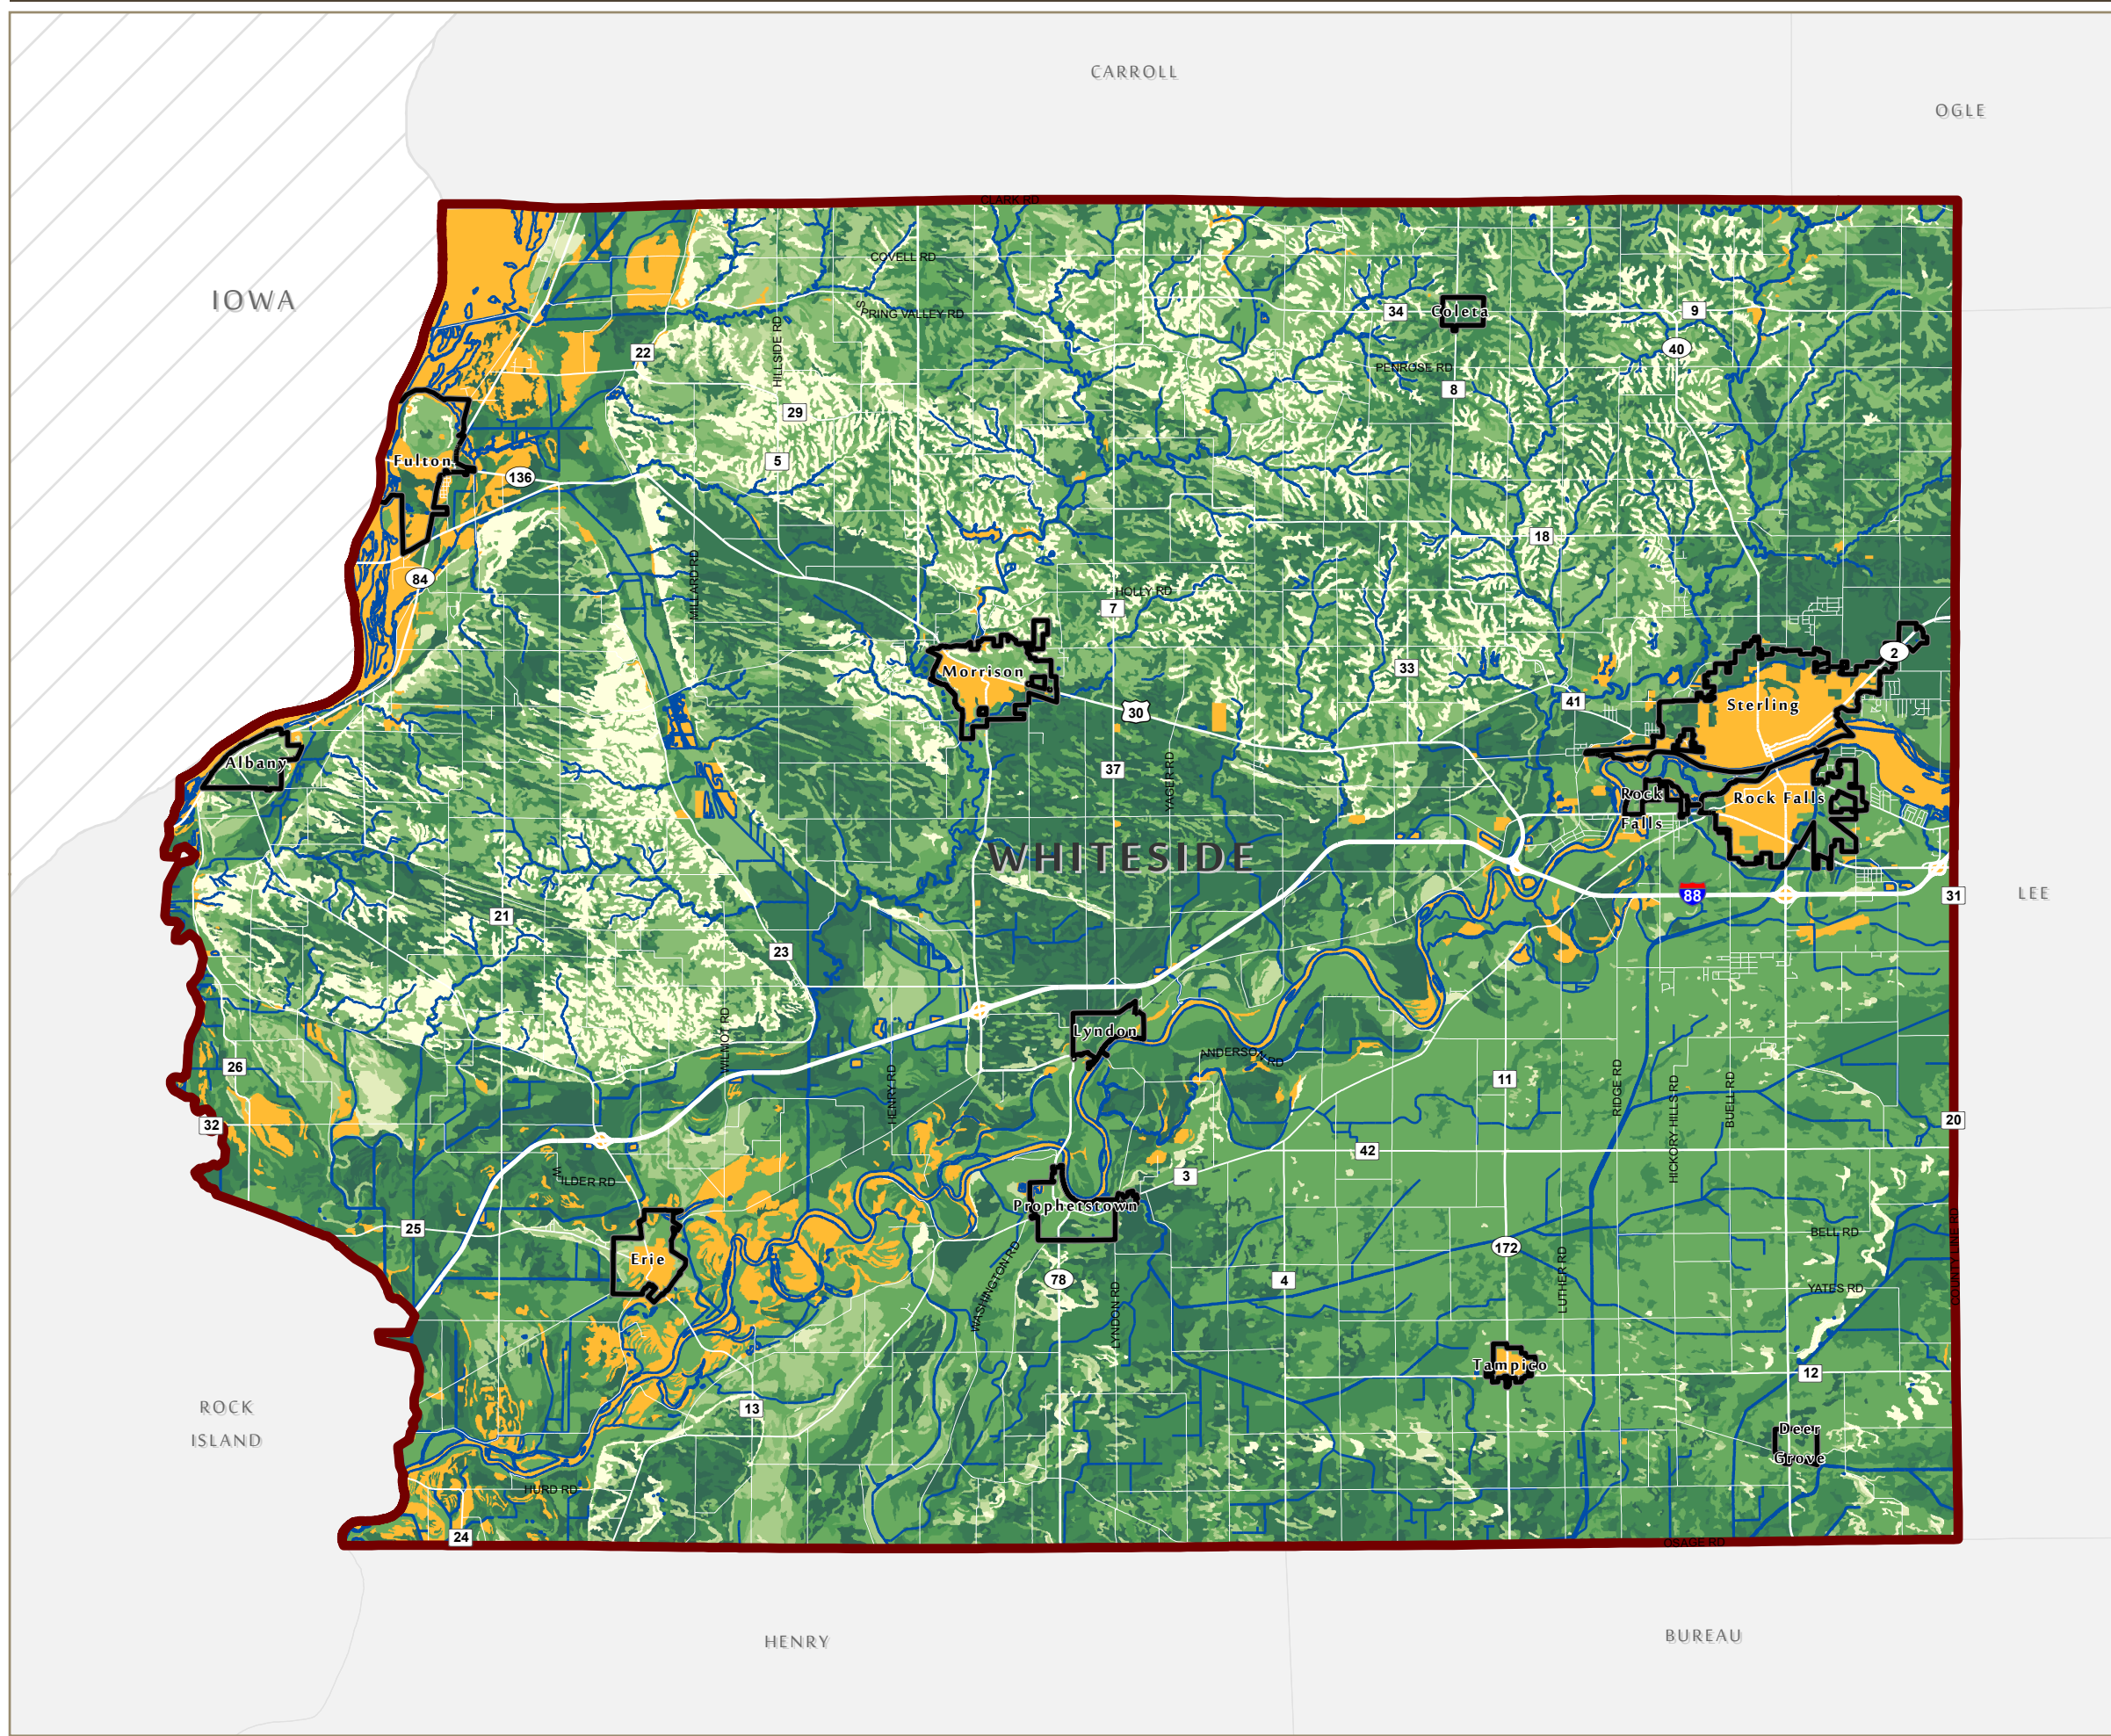 CARROLL
OGLE
CLARK RD
COVELL RD
IOWA
SPRING VALLEY RD
34
Coleta
9
HILLSIDE RD
22
40
PENROSE RD
8
29
Fulton
5
136
18
84
MILLARD RD
HOLLY RD
7
2
Morrison
33
41
Sterling
30
Albany
37
YAGER RD
Rock
Falls
Rock Falls
WHITESIDE
88
31
LEE
21
23
Lyndon
WILMOT RD
ANDERSON RD
26
HENRY RD
11
RIDGE RD
HICKORY HILLS RD
BUELL RD
32
20
42
WILDER RD
3
Prophetstown
25
BELL RD
172
Erie
WASHINGTON RD
78
4
LUTHER RD
COUNTY LINE RD
YATES RD
LYNDON RD
Tampico
12
ROCK
ISLAND
13
Deer
Grove
HURD RD
24
OSAGE RD
HENRY
BUREAU